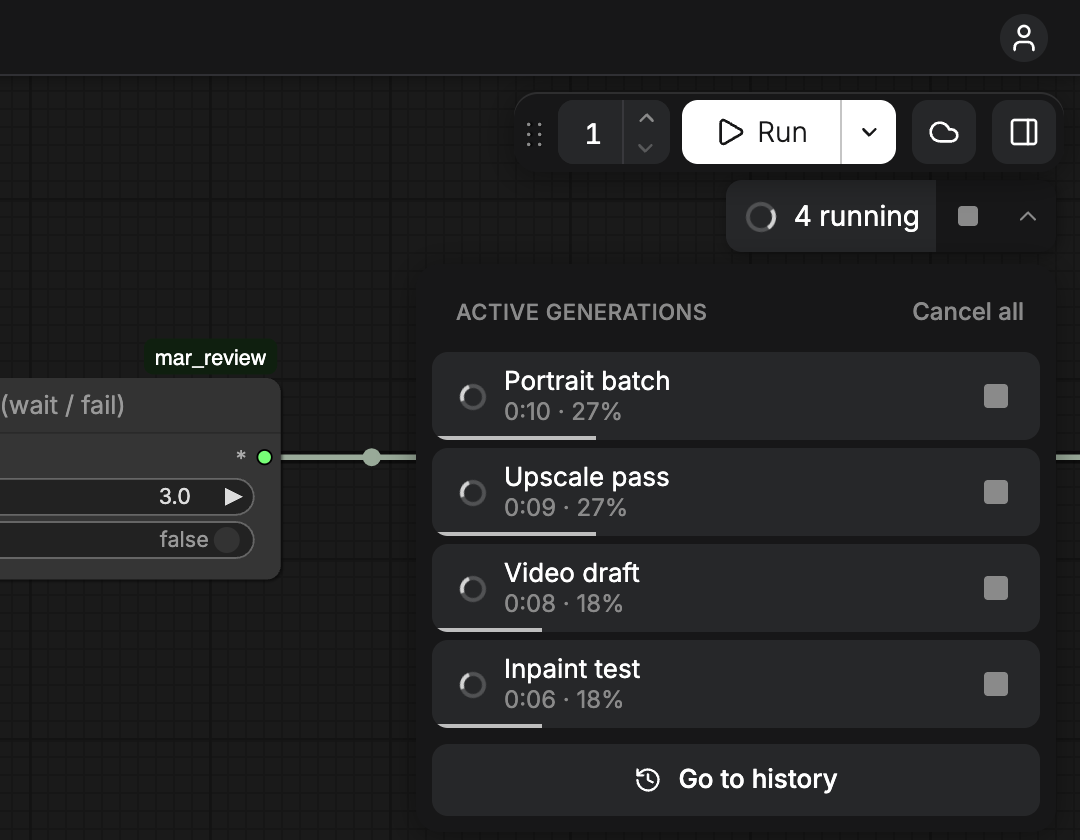 1
Run
4 running
ACTIVE GENERATIONS
Cancel all
mar_review
(wait / fail)
*
3.0
false
Portrait batch
0:10 · 27%
Upscale pass
0:09 · 27%
Video draft
0:08 · 18%
Inpaint test
0:06 · 18%
Go to history